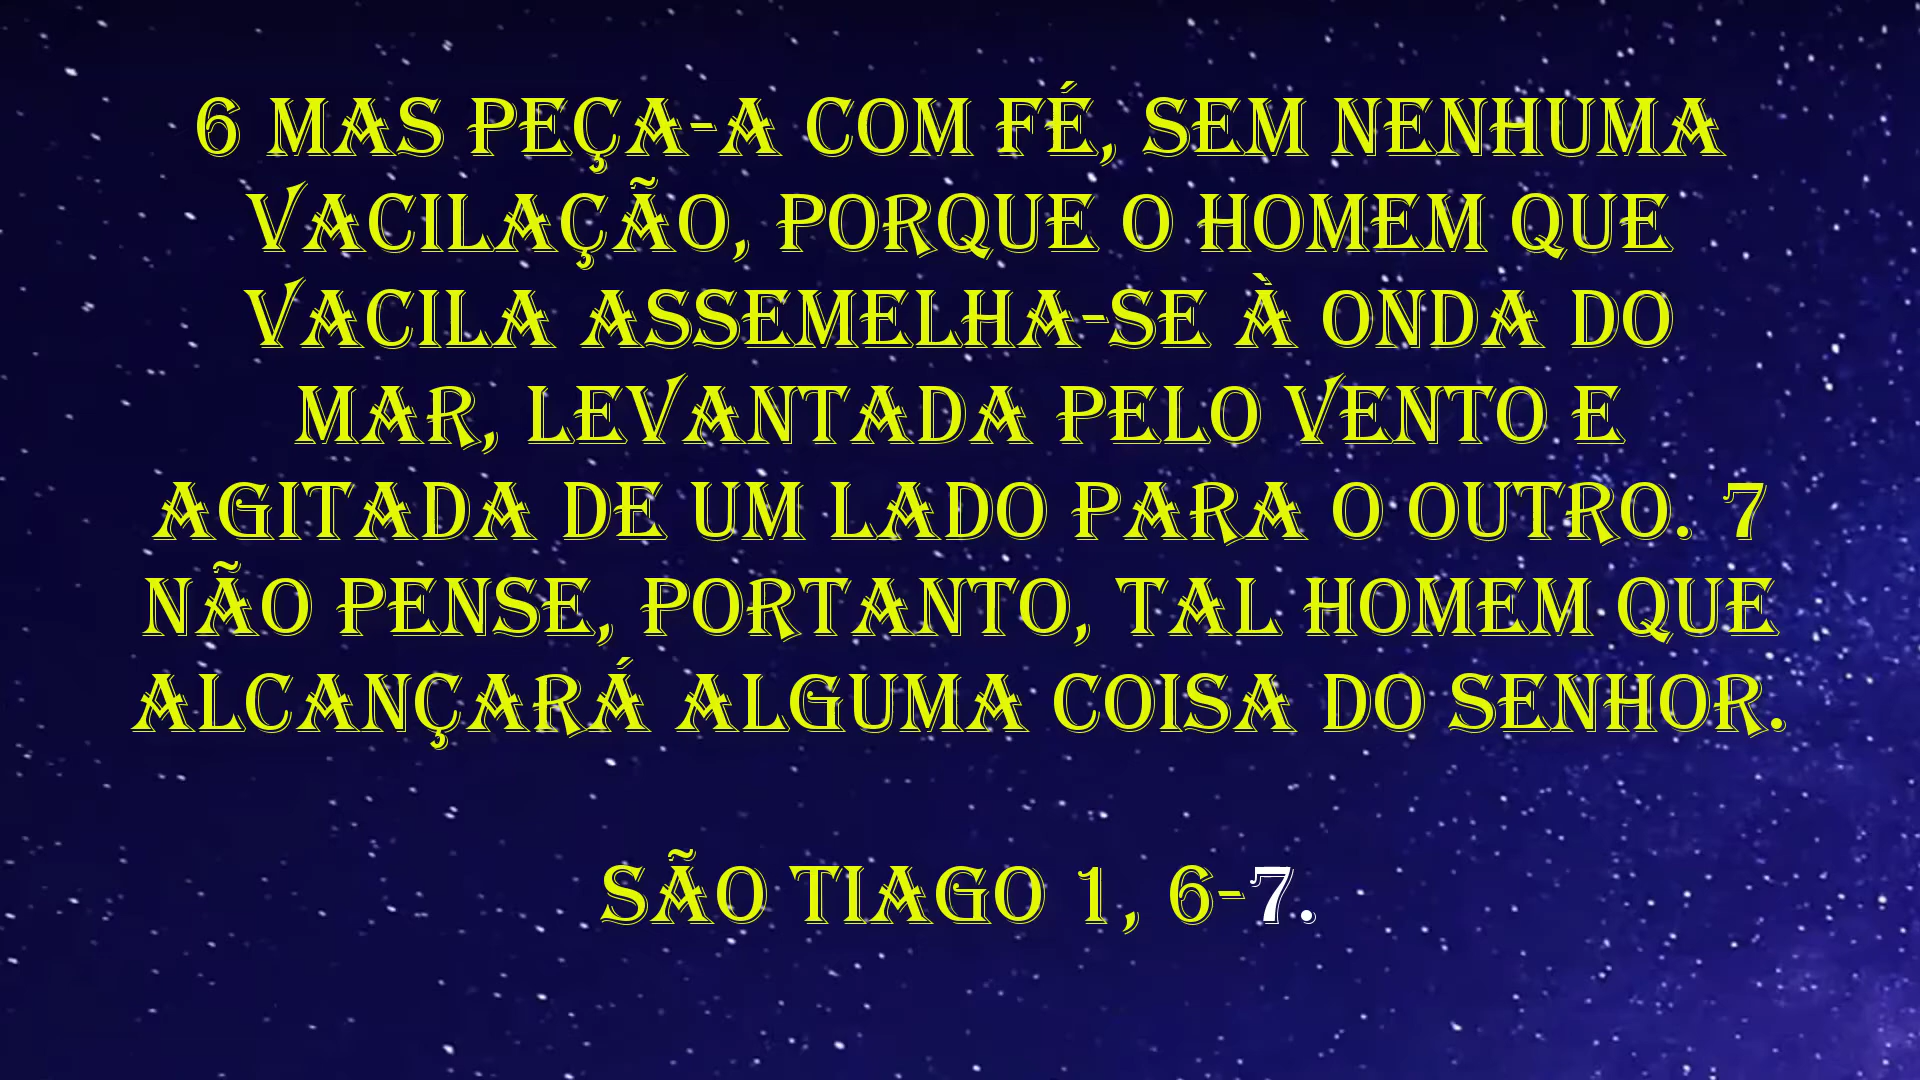 6 MAS PEÇA-A COM FÉ, SEM NENHUMA
VACILAÇÃO, PORQUE O HOMEM QUE
VACILA ASSEMELHA-SE À ONDA DO
MAR, LEVANTADA PELO VENTO E
AGITADA DE UM LADO PARA O OUTRO. 7
NÃO PENSE, PORTANTO, TAL HOMEM QUE
ALCANÇARÁ ALGUMA COISA DO SENHOR.
SÃO TIAGO 1, 6-7.